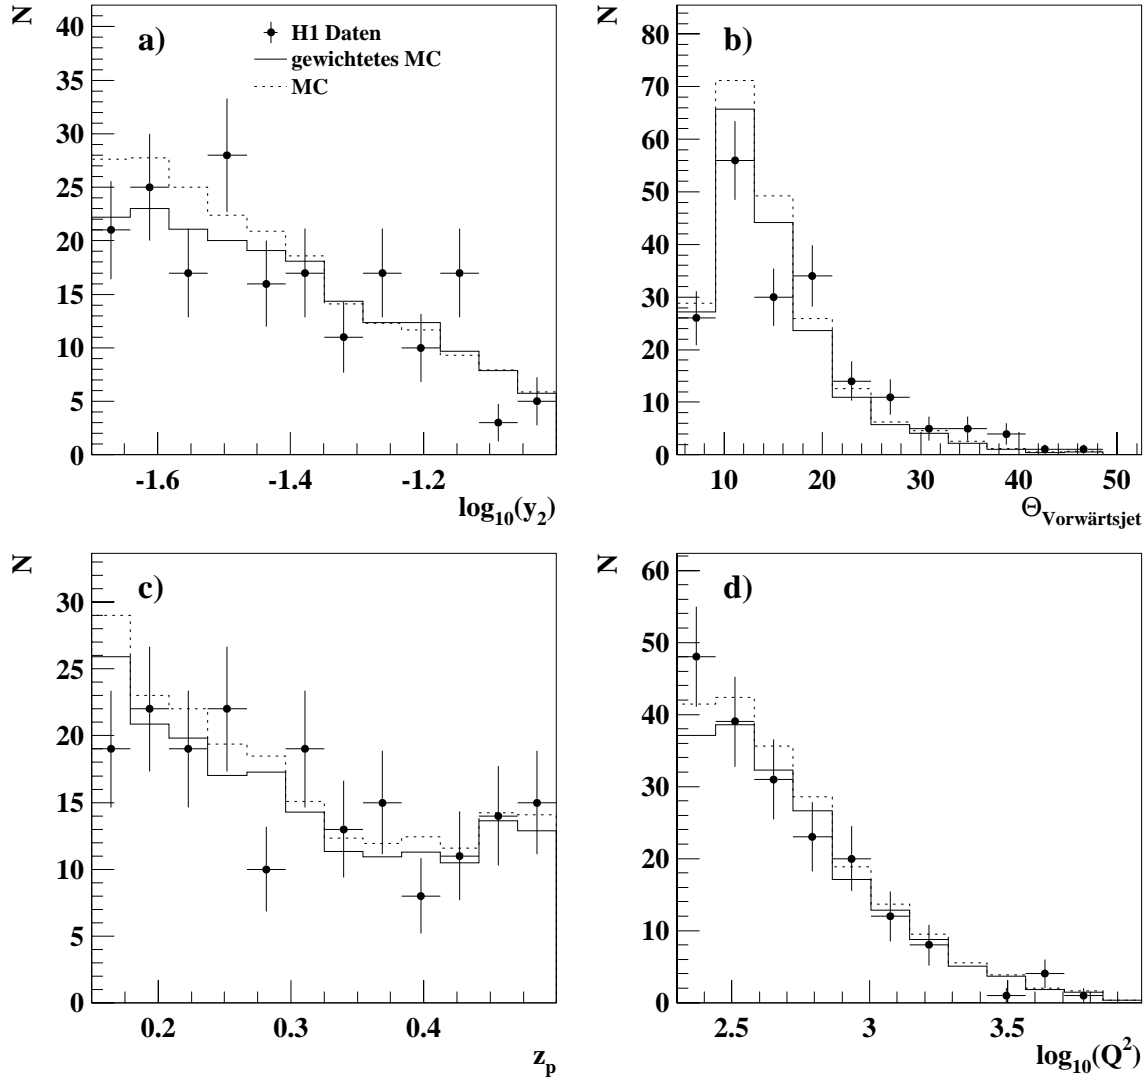 N
a)
H1 Daten
gewichtetes MC
MC
40
35
30
25
20
15
10
5
0
-1.6 -1.4 -1.2
log10(y2)
N
b)
80
70
60
50
40
30
20
10
0
10 20 30 40 50
ΘVorwärtsjet
N
c)
30
25
20
15
10
5
0
0.2 0.3 0.4
zp
N
d)
60
50
40
30
20
10
0
2.5 3 3.5
log10(Q2)